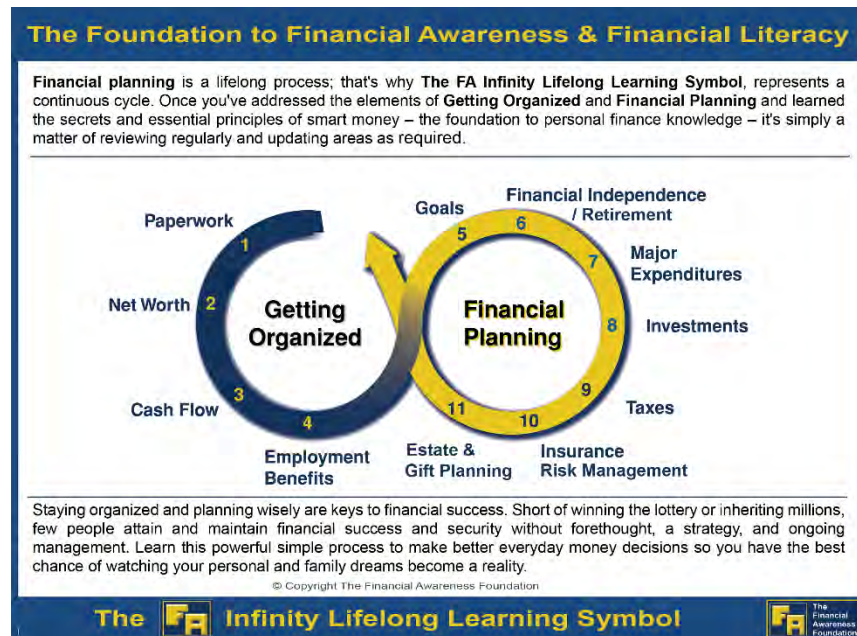 The Foundation to Financial Awareness & Financial Literacy
Financial planning is a lifelong process; that's why The FA Infinity Lifelong Learning Symbol, represents a
continuous cycle. Once you've addressed the elements of Getting Organized and Financial Planning and learned
the secrets and essential principles of smart money – the foundation to personal finance knowledge – it's simply a
matter of reviewing regularly and updating areas as required.
Paperwork
1
Net Worth
2
Cash Flow
3
Employment
Benefits
4
Getting
Organized
Goals
5
Financial Independence
/ Retirement
6
Major
Expenditures
7
Investments
8
Taxes
9
Insurance
Risk Management
10
Estate &
Gift Planning
11
Financial
Planning
Staying organized and planning wisely are keys to financial success. Short of winning the lottery or inheriting millions,
few people attain and maintain financial success and security without forethought, a strategy, and ongoing
management. Learn this powerful simple process to make better everyday money decisions so you have the best
chance of watching your personal and family dreams become a reality.
© Copyright The Financial Awareness Foundation
The FA Infinity Lifelong Learning Symbol
FA
The
Financial
Awareness
Foundation